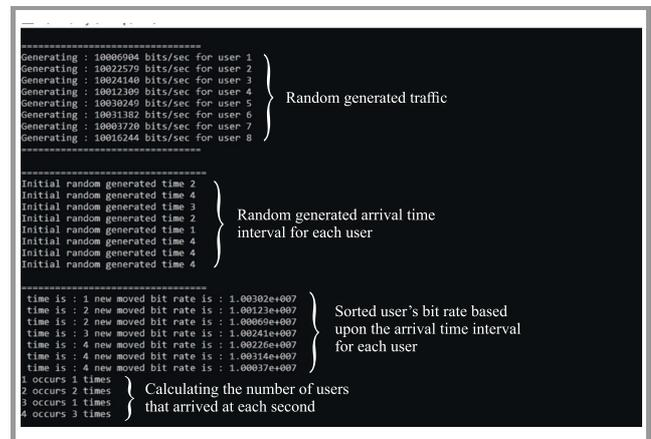 ===============================
Generating : 10006904 bits/sec for user 1
Generating : 10022579 bits/sec for user 2
Generating : 10024140 bits/sec for user 3
Generating : 10012309 bits/sec for user 4
Generating : 10030249 bits/sec for user 5
Generating : 10031382 bits/sec for user 6
Generating : 10003720 bits/sec for user 7
Generating : 10016244 bits/sec for user 8
===============================
Random generated traffic
================================
Initial random generated time 2
Initial random generated time 4
Initial random generated time 3
Initial random generated time 2
Initial random generated time 1
Initial random generated time 4
Initial random generated time 4
Initial random generated time 4
Random generated arrival time
interval for each user
================================
time is : 1 new moved bit rate is : 1.00302e+007
time is : 2 new moved bit rate is : 1.00123e+007
time is : 2 new moved bit rate is : 1.00069e+007
time is : 3 new moved bit rate is : 1.00241e+007
time is : 4 new moved bit rate is : 1.00226e+007
time is : 4 new moved bit rate is : 1.00314e+007
time is : 4 new moved bit rate is : 1.00037e+007
Sorted user's bit rate based
upon the arrival time interval
for each user
1 occurs 1 times
2 occurs 2 times
3 occurs 1 times
4 occurs 3 times
Calculating the number of users
that arrived at each second